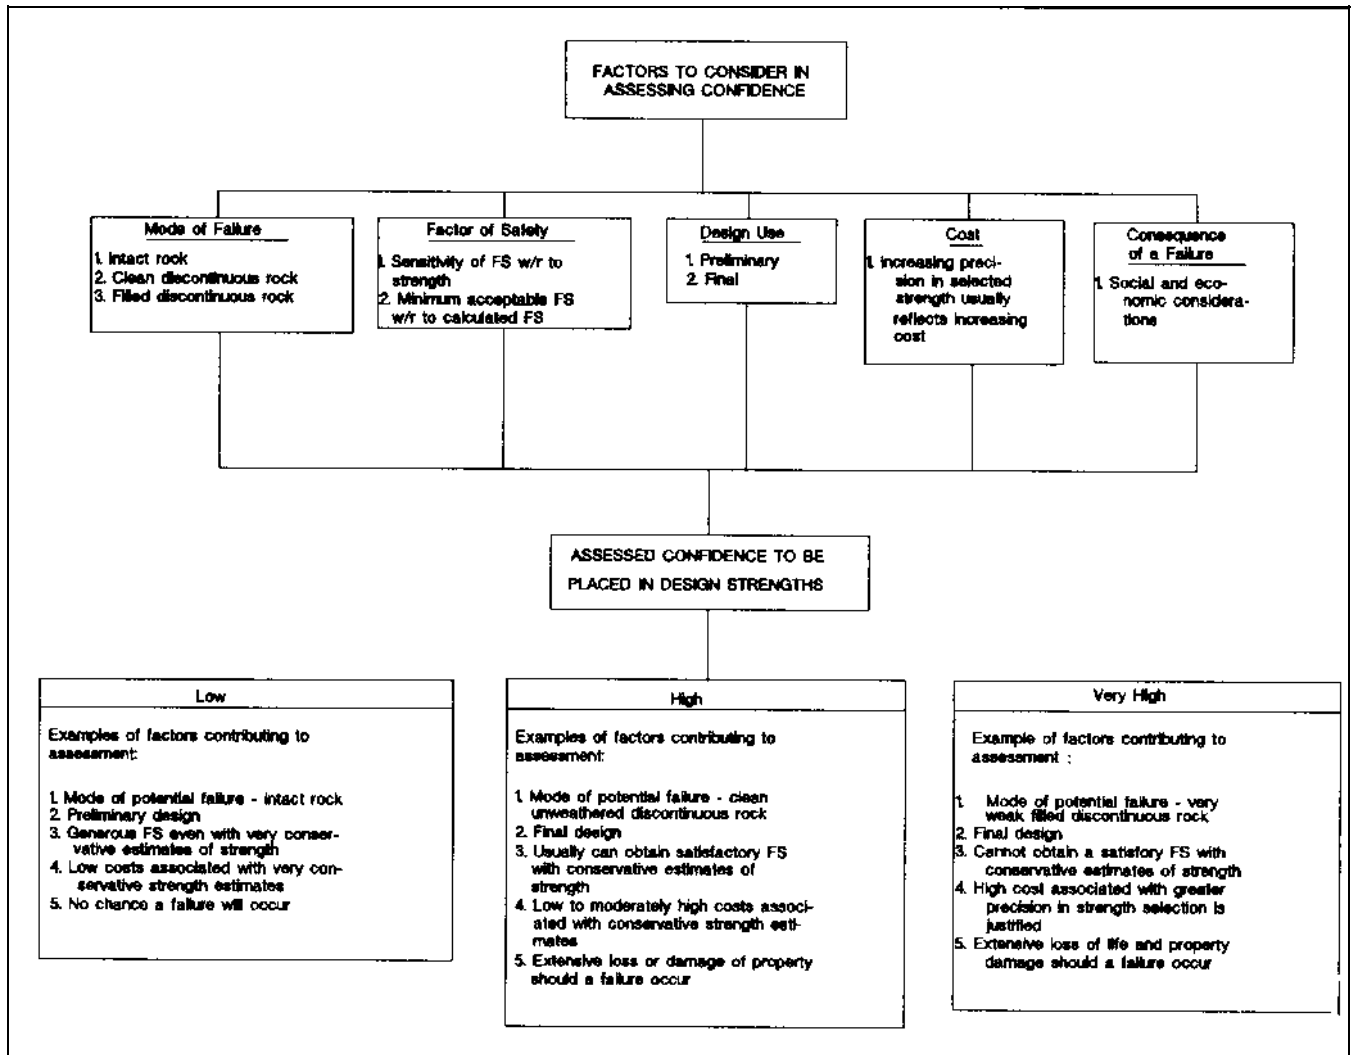 FACTORS TO CONSIDER IN
ASSESSING CONFIDENCE
Mode of Failure
1. Intact rock
2. Clean discontinuous rock
3. Filled discontinuous rock
Factor of Safety
1. Sensitivity of FS w/r to
strength
2. Minimum acceptable FS
w/r to calculated FS
Design Use
1. Preliminary
2. Final
Cost
1. Increasing preci-
sion in selected
strength usually
reflects increasing
cost
Consequence
of a Failure
1. Social and eco-
nomic considera-
tions
ASSESSED CONFIDENCE TO BE
PLACED IN DESIGN STRENGTHS
Low
Examples of factors contributing to
assessment:
1. Mode of potential failure - intact rock
2. Preliminary design
3. Generous FS even with very conser-
vative estimates of strength
4. Low costs associated with very con-
servative strength estimates
5. No chance a failure will occur
High
Examples of factors contributing to
assessment:
1. Mode of potential failure - clean
unweathered discontinuous rock
2. Final design
3. Usually can obtain satisfactory FS
with conservative estimates of
strength
4. Low to moderately high costs associ-
ated with conservative strength esti-
mates
5. Extensive loss or damage of property
should a failure occur
Very High
Example of factors contributing to
assessment :
1. Mode of potential failure - very
weak filled discontinuous rock
2. Final design
3. Cannot obtain a satisfory FS with
conservative estimates of strength
4. High cost associated with greater
precision in strength selection is
justified
5. Extensive loss of life and property
damage should a failure occur